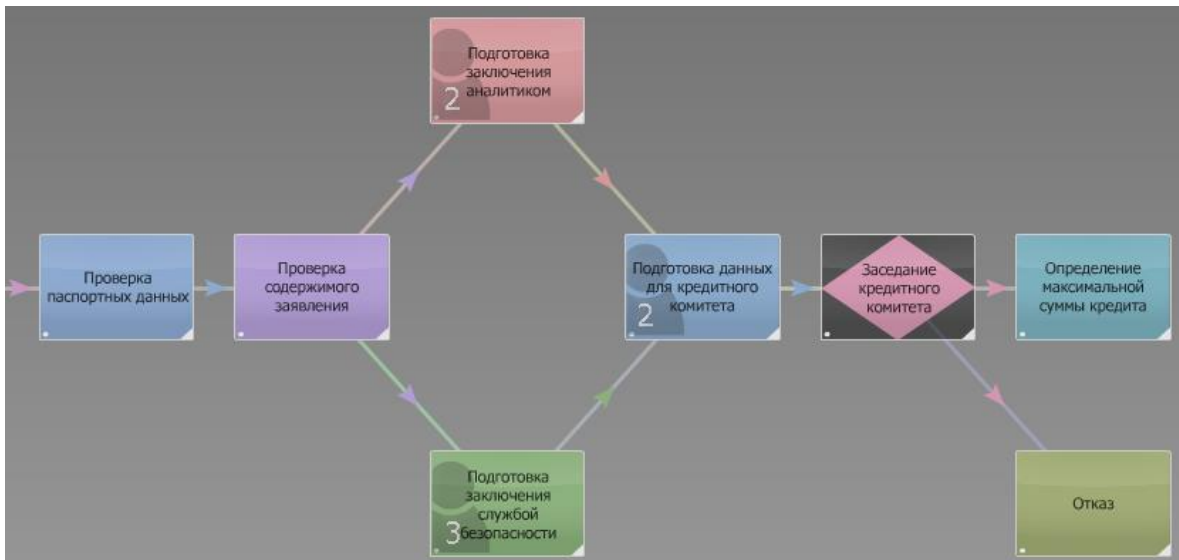 Подготовка
заключения
аналитиком
2
Проверка
паспортных данных
Проверка
содержимого
заявления
Подготовка данных
для кредитного
комитета
2
Заседание
кредитного
комитета
Определение
максимальной
суммы кредита
Подготовка
заключения
службой
безопасности
3
Отказ